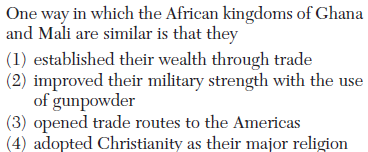 One way in which the African kingdoms of Ghana
and Mali are similar is that they
(1) established their wealth through trade
(2) improved their military strength with the use
of gunpowder
(3) opened trade routes to the Americas
(4) adopted Christianity as their major religion